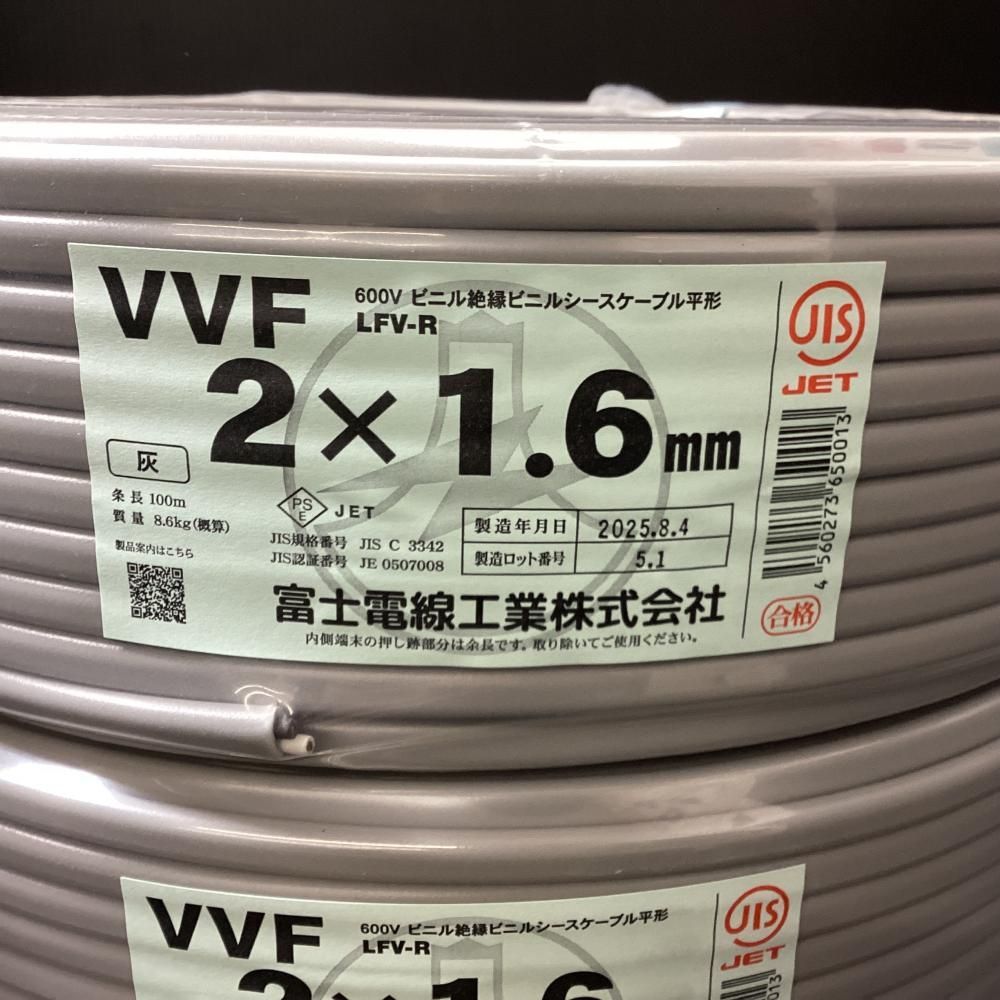 VVF
600V ビニル絶縁ビニルシースケーブル平形
LFV-R
2×1.6mm
灰
条長 100m
質量 8.6kg(概算)
製品案内はこちら
PS
E
JET
JIS規格番号 JIS C 3342
JIS認証番号 JE 0507008
製造年月日 2025.8.4
製造ロット番号 5.1
富士電線工業株式会社
内側端末の押し跡部分は余長です。取り除いてご使用ください。
JIS
JET
4 560273 650013
合格
VVF
600V ビニル絶縁ビニルシースケーブル平形
LFV-R
2×1.6
JIS
JET
0013